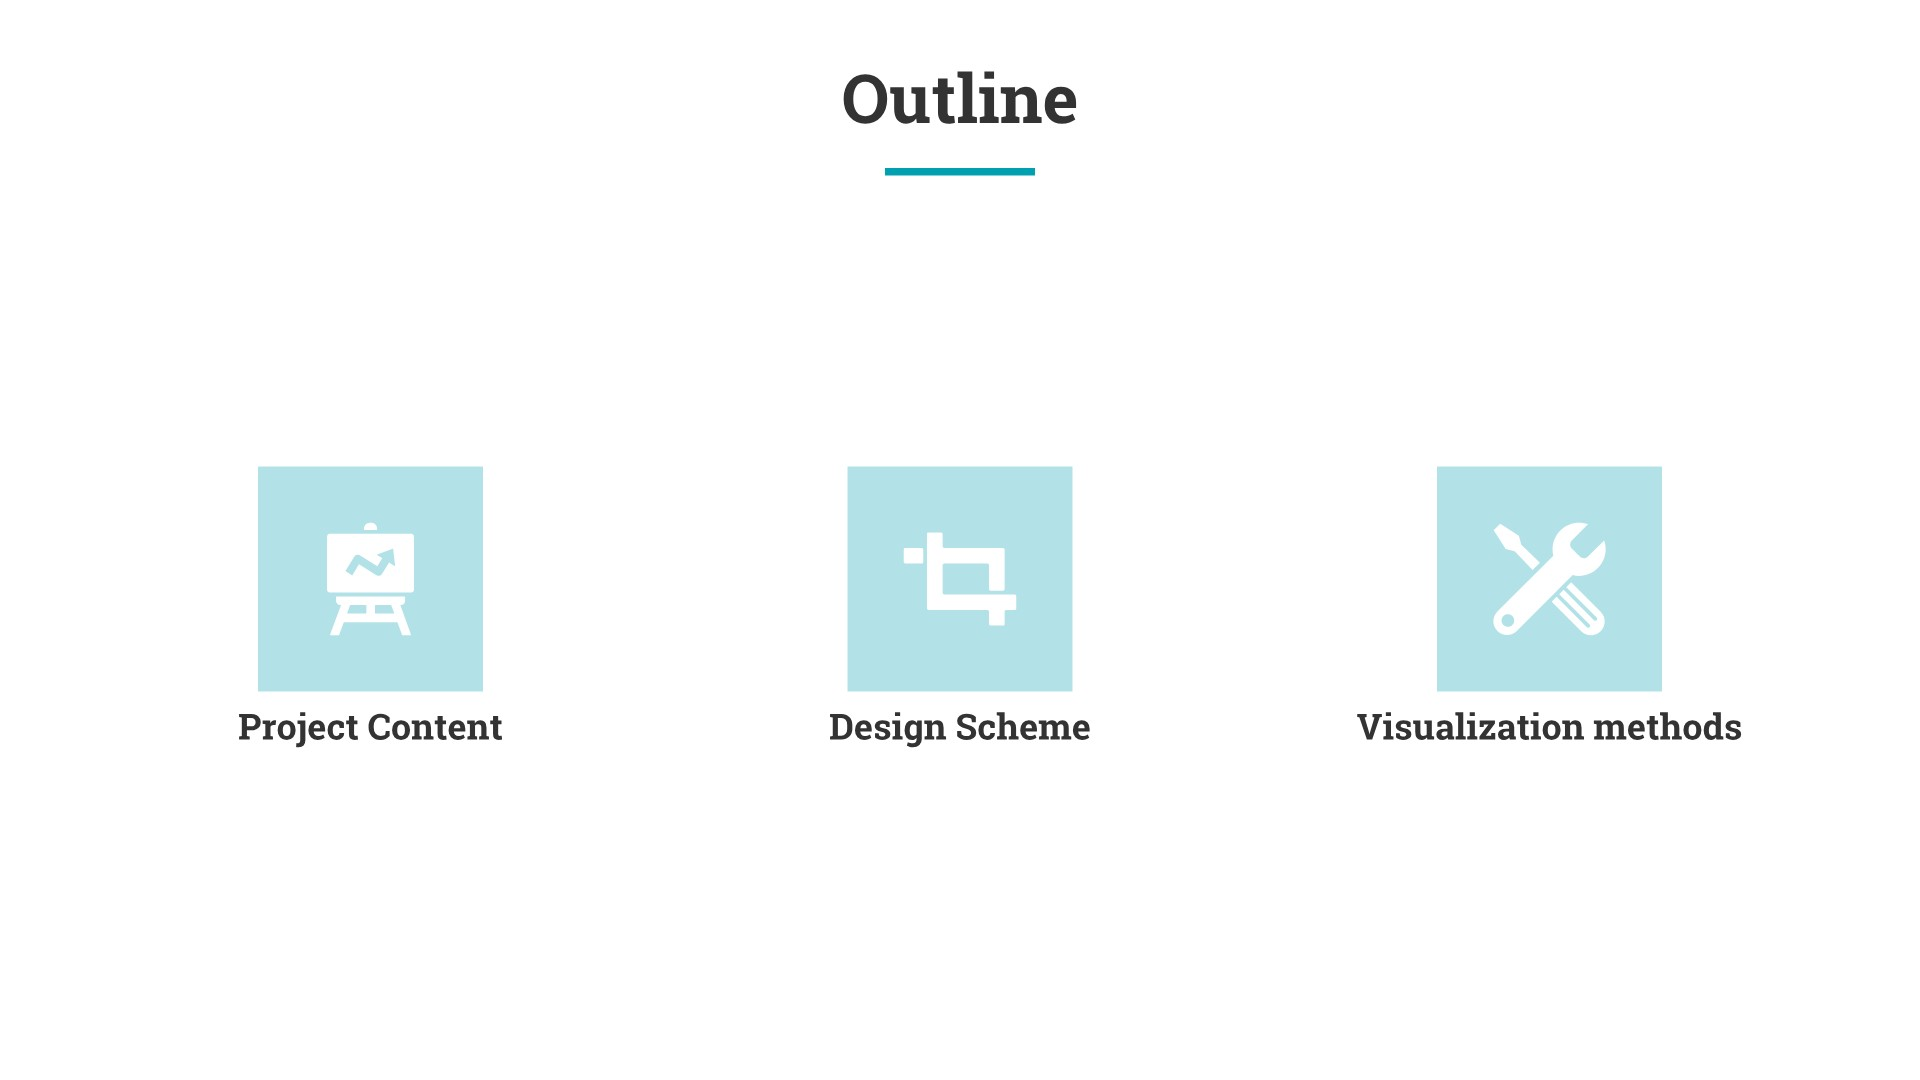 Outline
Project Content
Design Scheme
Visualization methods